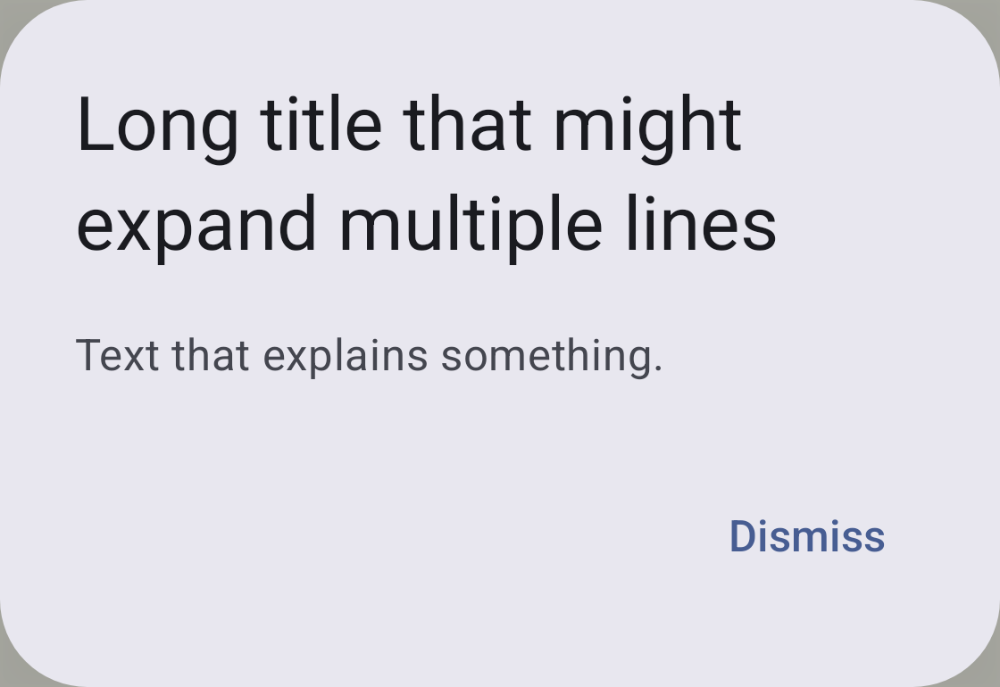 Long title that might
expand multiple lines
Text that explains something.
Dismiss